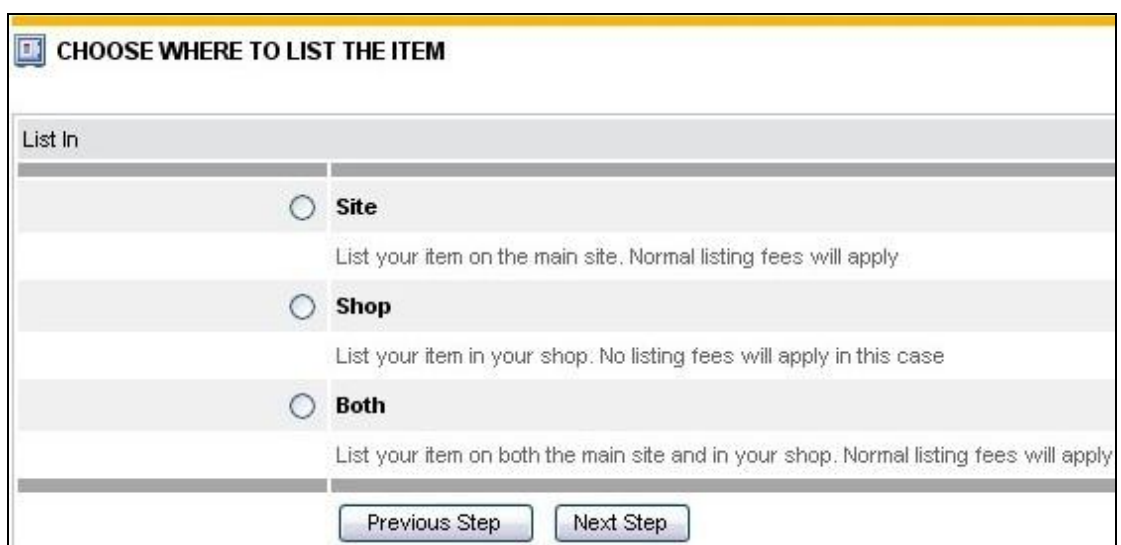 CHOOSE WHERE TO LIST THE ITEM
List In
Site
List your item on the main site. Normal listing fees will apply
Shop
List your item in your shop. No listing fees will apply in this case
Both
List your item on both the main site and in your shop. Normal listing fees will apply
Previous Step Next Step